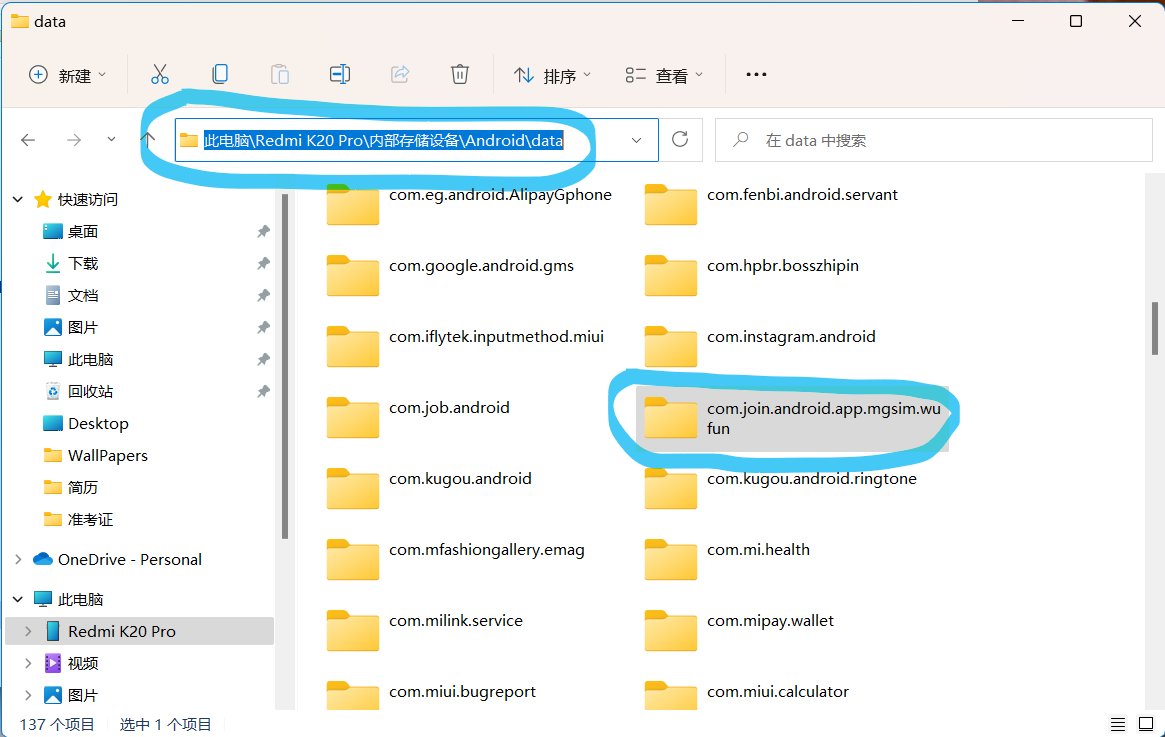 data
新建
排序
查看
此电脑\Redmi K20 Pro\内部存储设备\Android\data
在 data 中搜索
快速访问
桌面
下载
文档
图片
此电脑
回收站
Desktop
WallPapers
简历
准考证
OneDrive - Personal
此电脑
Redmi K20 Pro
视频
图片
com.eg.android.AlipayGphone
com.fenbi.android.servant
com.google.android.gms
com.hpbr.bosszhipin
com.iflytek.inputmethod.miui
com.instagram.android
com.job.android
com.join.android.app.mgsim.wu
fun
com.kugou.android
com.kugou.android.ringtone
com.mfashiongallery.emag
com.mi.health
com.milink.service
com.mipay.wallet
com.miui.bugreport
com.miui.calculator
137 个项目
选中 1 个项目